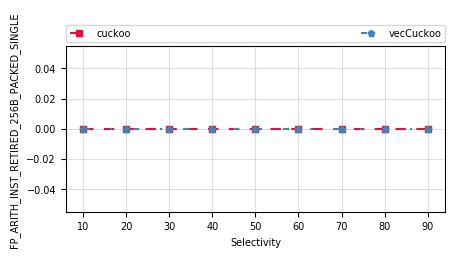 cuckoo vecCuckoo
FP_ARITH_INST_RETIRED_256B_PACKED_SINGLE
0.04
0.02
0.00
−0.02
−0.04
10 20 30 40 50 60 70 80 90
Selectivity